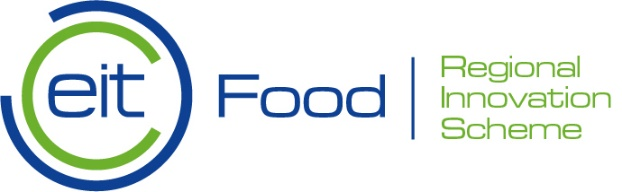 eit Food
Regional
Innovation
Scheme